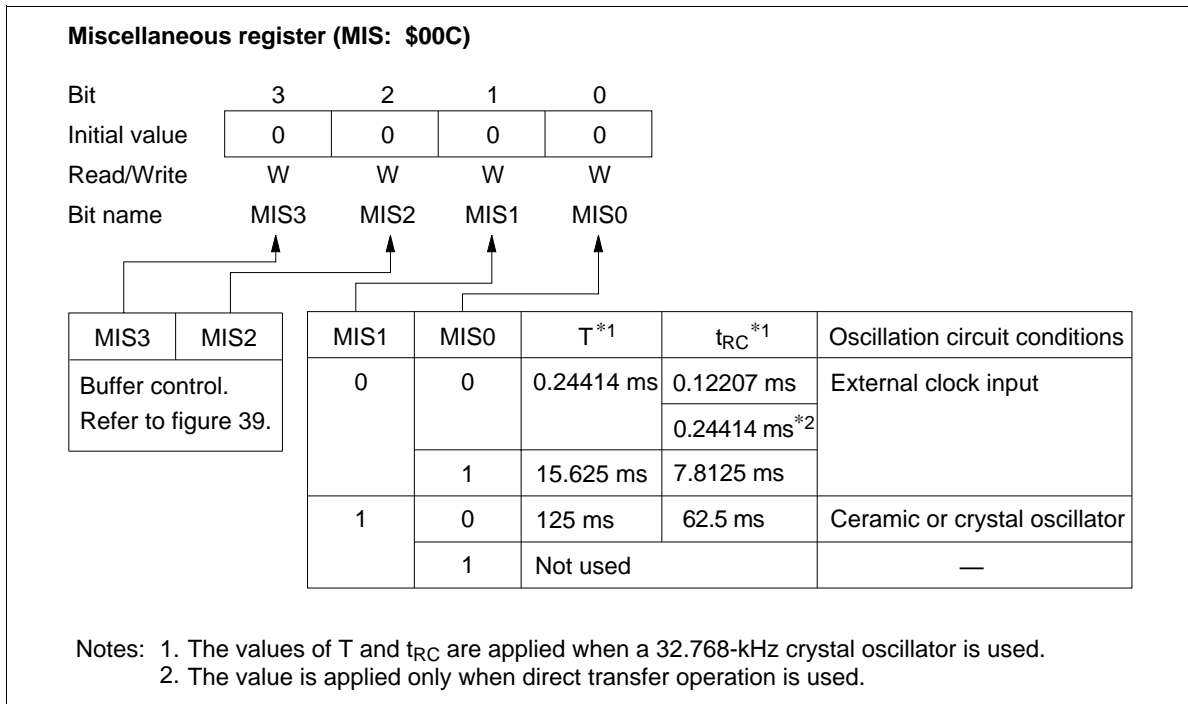 Miscellaneous register (MIS: $00C)
Bit 3 2 1 0
Initial value 0 0 0 0
Read/Write W W W W
Bit name MIS3 MIS2 MIS1 MIS0
MIS3 MIS2 MIS1 MIS0 T*1 tRC*1 Oscillation circuit conditions
Buffer control. 0 0 0.24414 ms 0.12207 ms External clock input
Refer to figure 39. 0.24414 ms*2
1 15.625 ms 7.8125 ms
1 0 125 ms 62.5 ms Ceramic or crystal oscillator
1 Not used —
Notes: 1. The values of T and tRC are applied when a 32.768-kHz crystal oscillator is used.
2. The value is applied only when direct transfer operation is used.